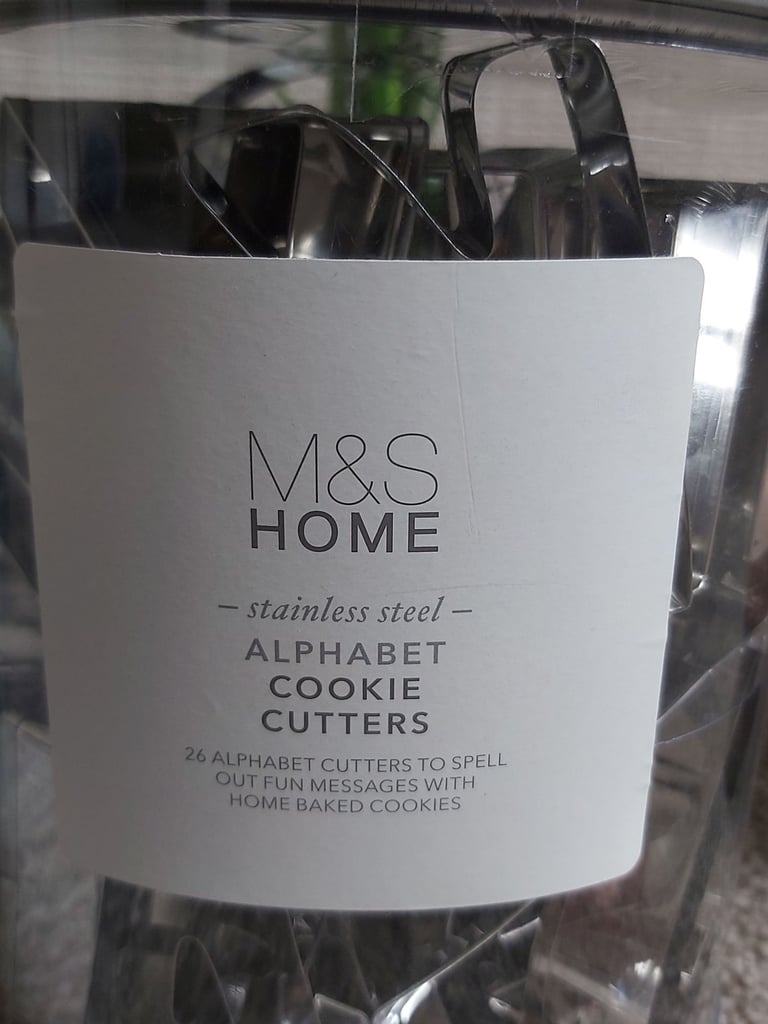 M&S
HOME
– stainless steel –
ALPHABET
COOKIE
CUTTERS
26 ALPHABET CUTTERS TO SPELL
OUT FUN MESSAGES WITH
HOME BAKED COOKIES